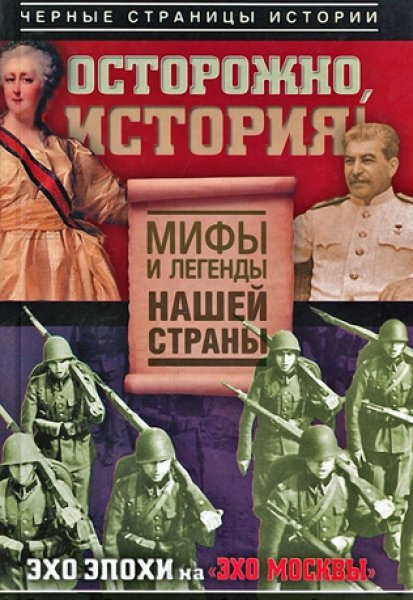 ЧЕРНЫЕ СТРАНИЦЫ ИСТОРИИ
ОСТОРОЖНО,
ИСТОРИЯ!
МИФЫ
И ЛЕГЕНДЫ
НАШЕЙ
СТРАНЫ
ЭХО ЭПОХИ на «ЭХО МОСКВЫ»